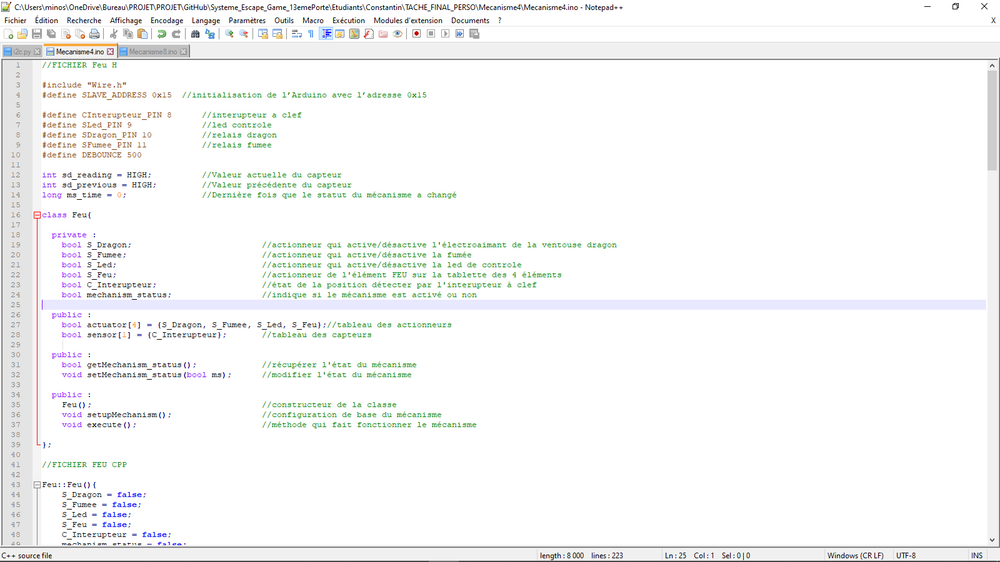 C:\Users\minos\OneDrive\Bureau\PROJET\PROJET\GitHub\Systeme_Escape_Game_13emePorte\Etudiants\Constantin\TACHE_FINAL_PERSO\Mecanisme4\Mecanisme4.ino - Notepad++
Fichier Édition Recherche Affichage Encodage Langage Paramètres Outils Macro Exécution Modules d'extension Documents ? X
i2c.py Mecanisme4.ino Mecanisme8.ino
1 //FICHIER Feu H
2
3 #include "Wire.h"
4 #define SLAVE_ADDRESS 0x15 //initialisation de l’Arduino avec l’adresse 0x15
5
6 #define CInterupteur_PIN 8 //interupteur a clef
7 #define SLed_PIN 9 //led controle
8 #define SDragon_PIN 10 //relais dragon
9 #define SFumee_PIN 11 //relais fumee
10 #define DEBOUNCE 500
11
12 int sd_reading = HIGH; //Valeur actuelle du capteur
13 int sd_previous = HIGH; //Valeur précédente du capteur
14 long ms_time = 0; //Dernière fois que le statut du mécanisme a changé
15
16 class Feu{
17
18 private :
19 bool S_Dragon; //actionneur qui active/désactive l'électroaimant de la ventouse dragon
20 bool S_Fumee; //actionneur qui active/désactive la fumée
21 bool S_Led; //actionneur qui active/désactive la led de controle
22 bool S_Feu; //actionneur de l'élément FEU sur la tablette des 4 éléments
23 bool C_Interupteur; //état de la position détecter par l'interupteur à clef
24 bool mechanism_status; //indique si le mécanisme est activé ou non
25
26 public :
27 bool actuator[4] = {S_Dragon, S_Fumee, S_Led, S_Feu};//tableau des actionneurs
28 bool sensor[1] = {C_Interupteur}; //tableau des capteurs
29
30 public :
31 bool getMechanism_status(); //récupérer l'état du mécanisme
32 void setMechanism_status(bool ms); //modifier l'état du mécanisme
33
34 public :
35 Feu(); //constructeur de la classe
36 void setupMechanism(); //configuration de base du mécanisme
37 void execute(); //méthode qui fait fonctionner le mécanisme
38
39 };
40
41 //FICHIER FEU CPP
42
43 Feu::Feu(){
44 S_Dragon = false;
45 S_Fumee = false;
46 S_Led = false;
47 S_Feu = false;
48 C_Interupteur = false;
49 mechanism_status = false;
C++ source file length : 8 000 lines : 223 Ln : 25 Col : 1 Sel : 0 | 0 Windows (CR LF) UTF-8 INS